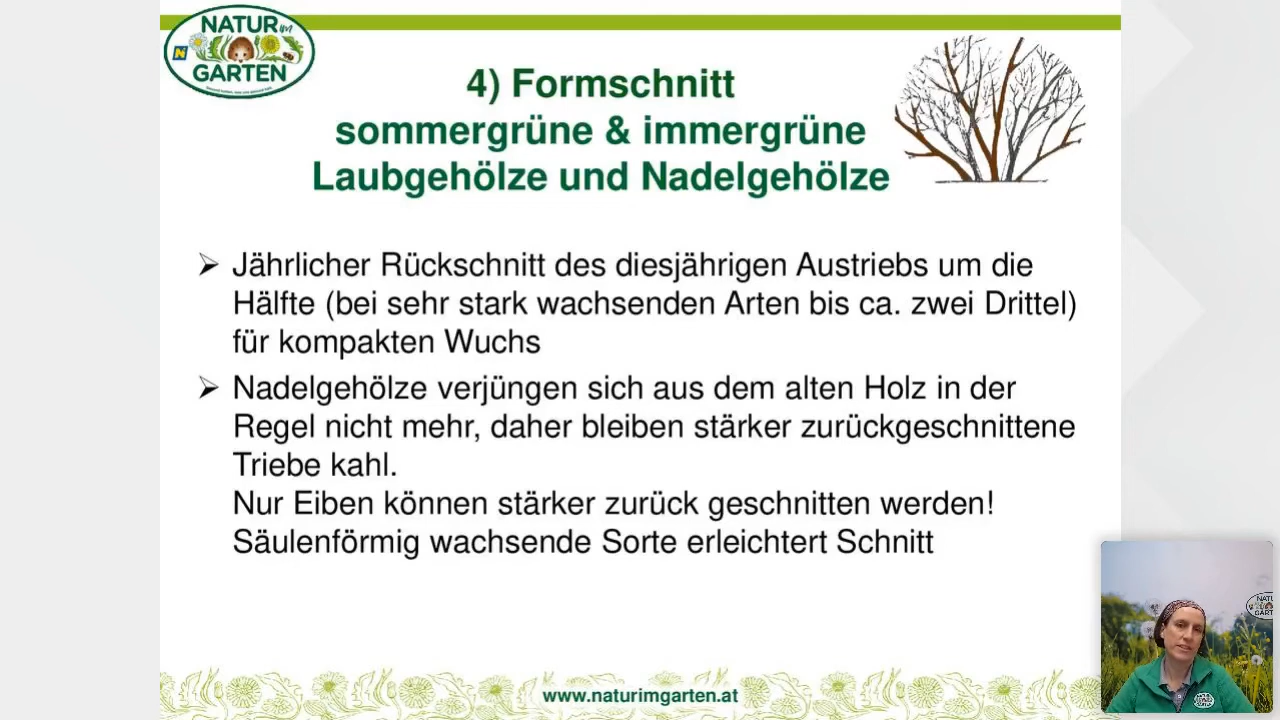 NATUR im
GARTEN
4) Formschnitt
sommergrüne & immergrüne
Laubgehölze und Nadelgehölze
Jährlicher Rückschnitt des diesjährigen Austriebs um die
Hälfte (bei sehr stark wachsenden Arten bis ca. zwei Drittel)
für kompakten Wuchs
Nadelgehölze verjüngen sich aus dem alten Holz in der
Regel nicht mehr, daher bleiben stärker zurückgeschnittene
Triebe kahl.
Nur Eiben können stärker zurück geschnitten werden!
Säulenförmig wachsende Sorte erleichtert Schnitt
www.naturimgarten.at